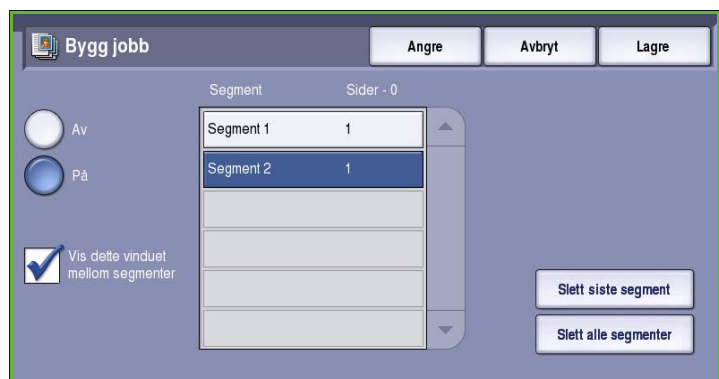 Bygg jobb
Angre
Avbryt
Lagre
Segment
Sider - 0
Av
På
Segment 1 1
Segment 2 1
Vis dette vinduet
mellom segmenter
Slett siste segment
Slett alle segmenter